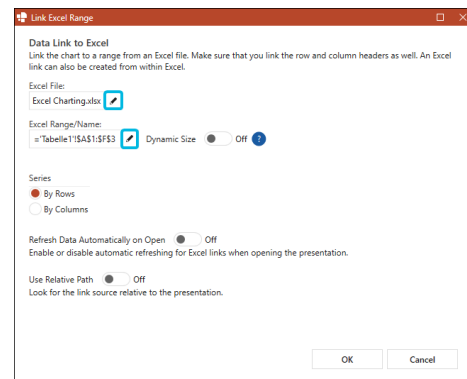 Link Excel Range
Data Link to Excel
Link the chart to a range from an Excel file. Make sure that you link the row and column headers as well. An Excel
link can also be created from within Excel.
Excel File:
Excel Charting.xlsx
Excel Range/Name:
='Tabelle1'!$A$1:$F$3 Dynamic Size Off ?
Series
By Rows
By Columns
Refresh Data Automatically on Open Off
Enable or disable automatic refreshing for Excel links when opening the presentation.
Use Relative Path Off
Look for the link source relative to the presentation.
OK Cancel